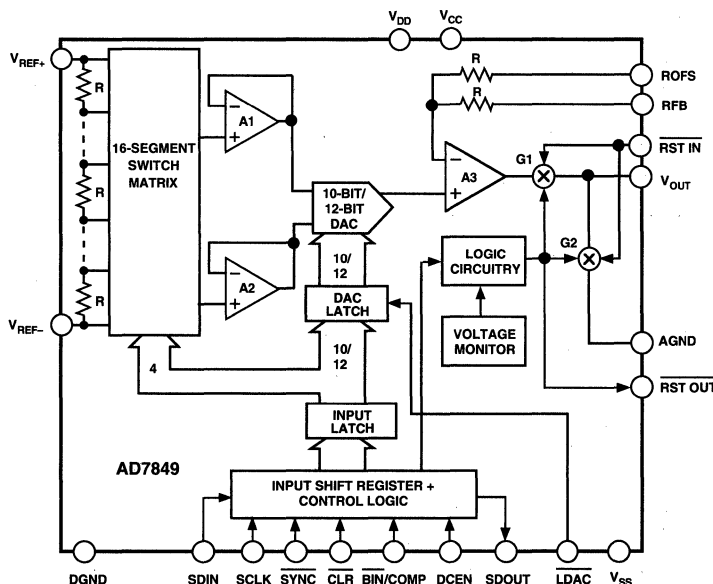 VDD
VCC
VREF+
R
R
R
16-SEGMENT
SWITCH
MATRIX
−
+
A1
−
+
A2
10-BIT/
12-BIT
DAC
10/
12
DAC
LATCH
10/
12
4
INPUT
LATCH
R
R
−
+
A3
G1
G2
LOGIC
CIRCUITRY
VOLTAGE
MONITOR
ROFS
RFB
RST IN
VOUT
AGND
RST OUT
VREF−
AD7849
INPUT SHIFT REGISTER +
CONTROL LOGIC
DGND
SDIN
SCLK
SYNC
CLR
BIN/COMP
DCEN
SDOUT
LDAC
VSS